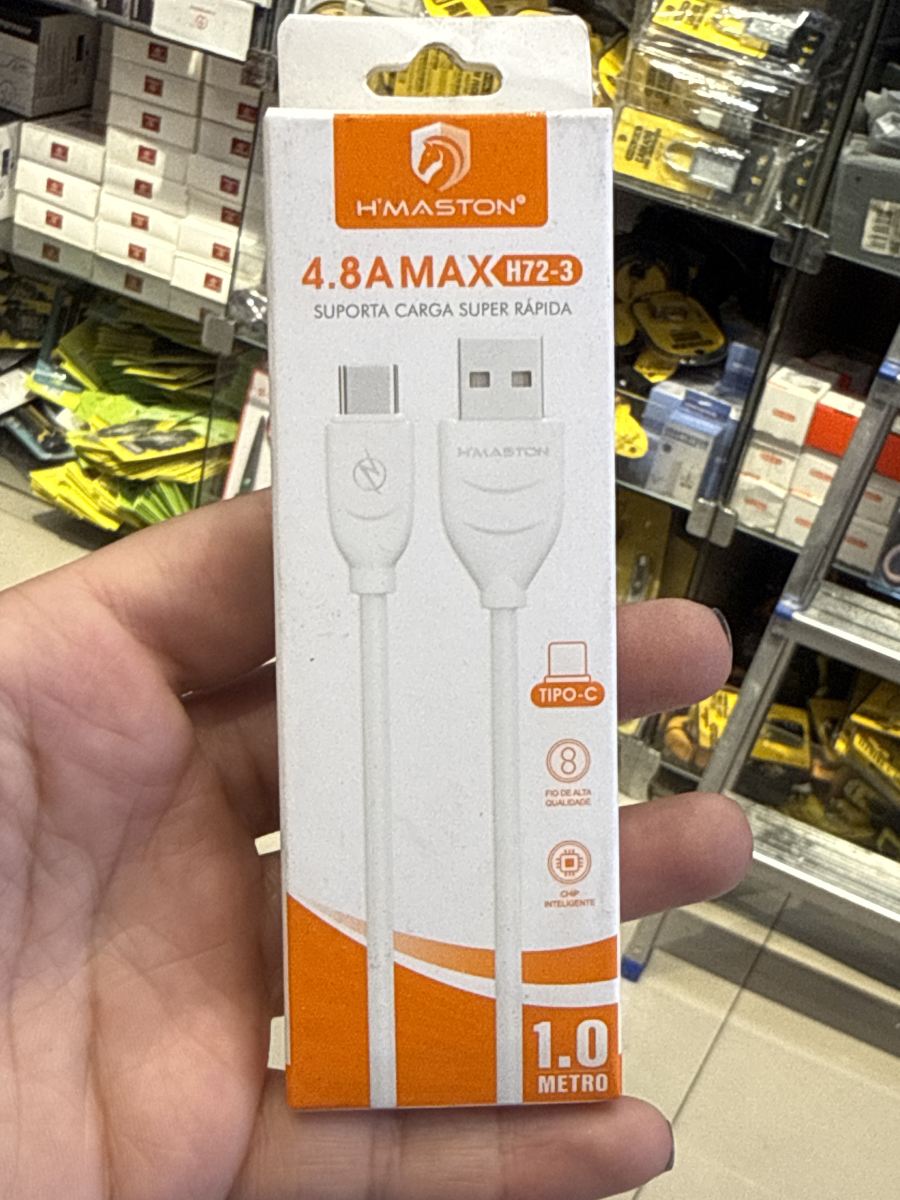 H'MASTON®
4.8A MAX H72-3
SUPORTA CARGA SUPER RÁPIDA
H'MASTON
TIPO-C
FIO DE ALTA
QUALIDADE
CHIP
INTELIGENTE
1.0
METRO